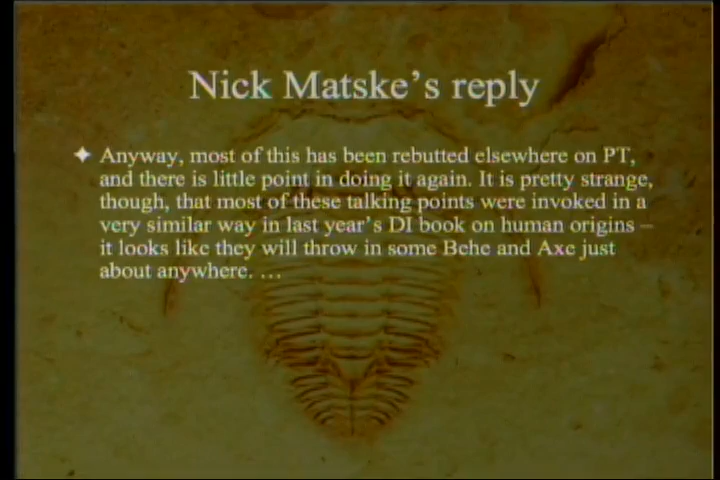 Nick Matske's reply
✦ Anyway, most of this has been rebutted elsewhere on PT,
and there is little point in doing it again. It is pretty strange,
though, that most of these talking points were invoked in a
very similar way in last year's DI book on human origins –
it looks like they will throw in some Behe and Axe just
about anywhere. …